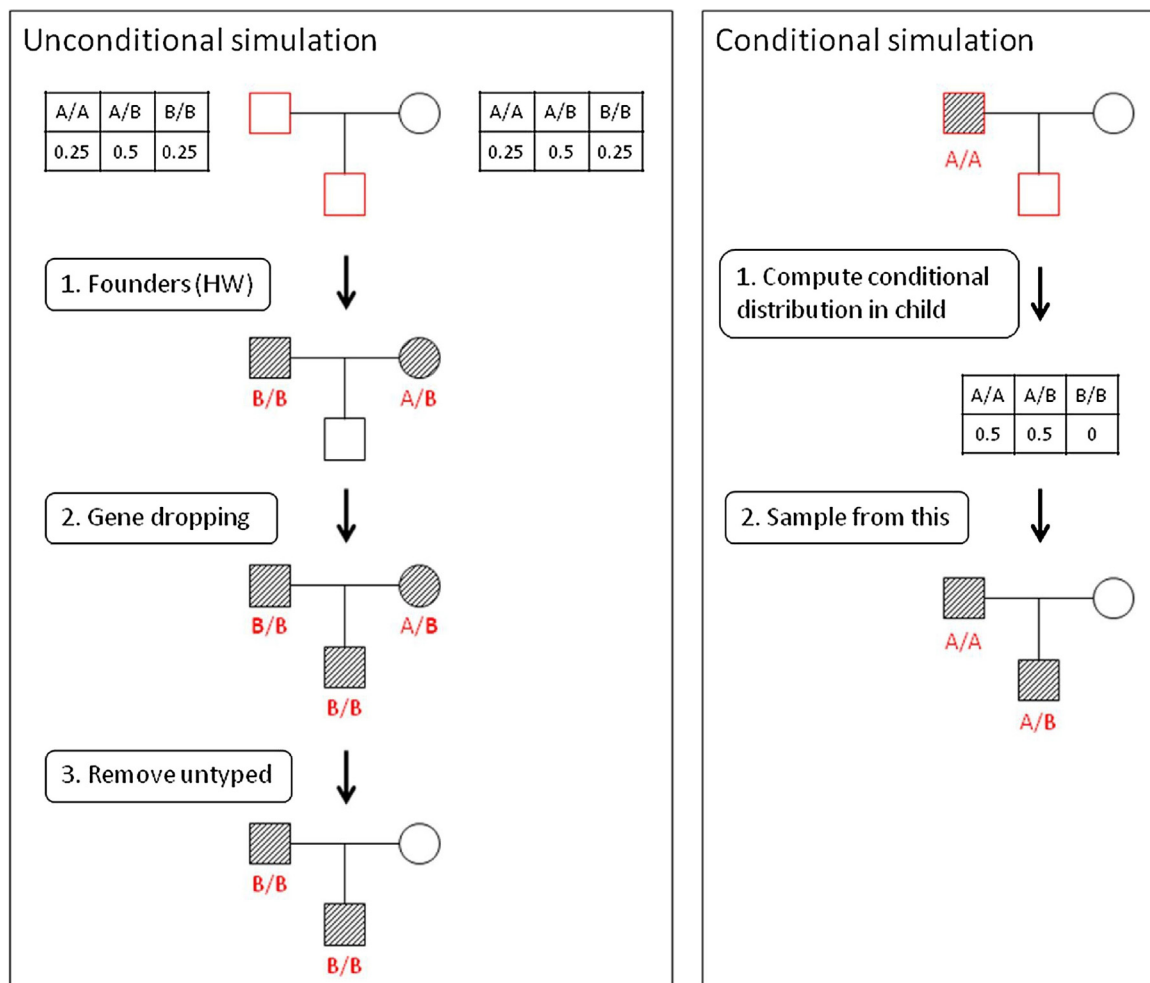 Unconditional simulation
A/A A/B B/B
0.25 0.5 0.25
A/A A/B B/B
0.25 0.5 0.25
1. Founders (HW)
B/B A/B
2. Gene dropping
B/B A/B
B/B
3. Remove untyped
B/B
B/B
Conditional simulation
A/A
1. Compute conditional
distribution in child
A/A A/B B/B
0.5 0.5 0
2. Sample from this
A/A
A/B